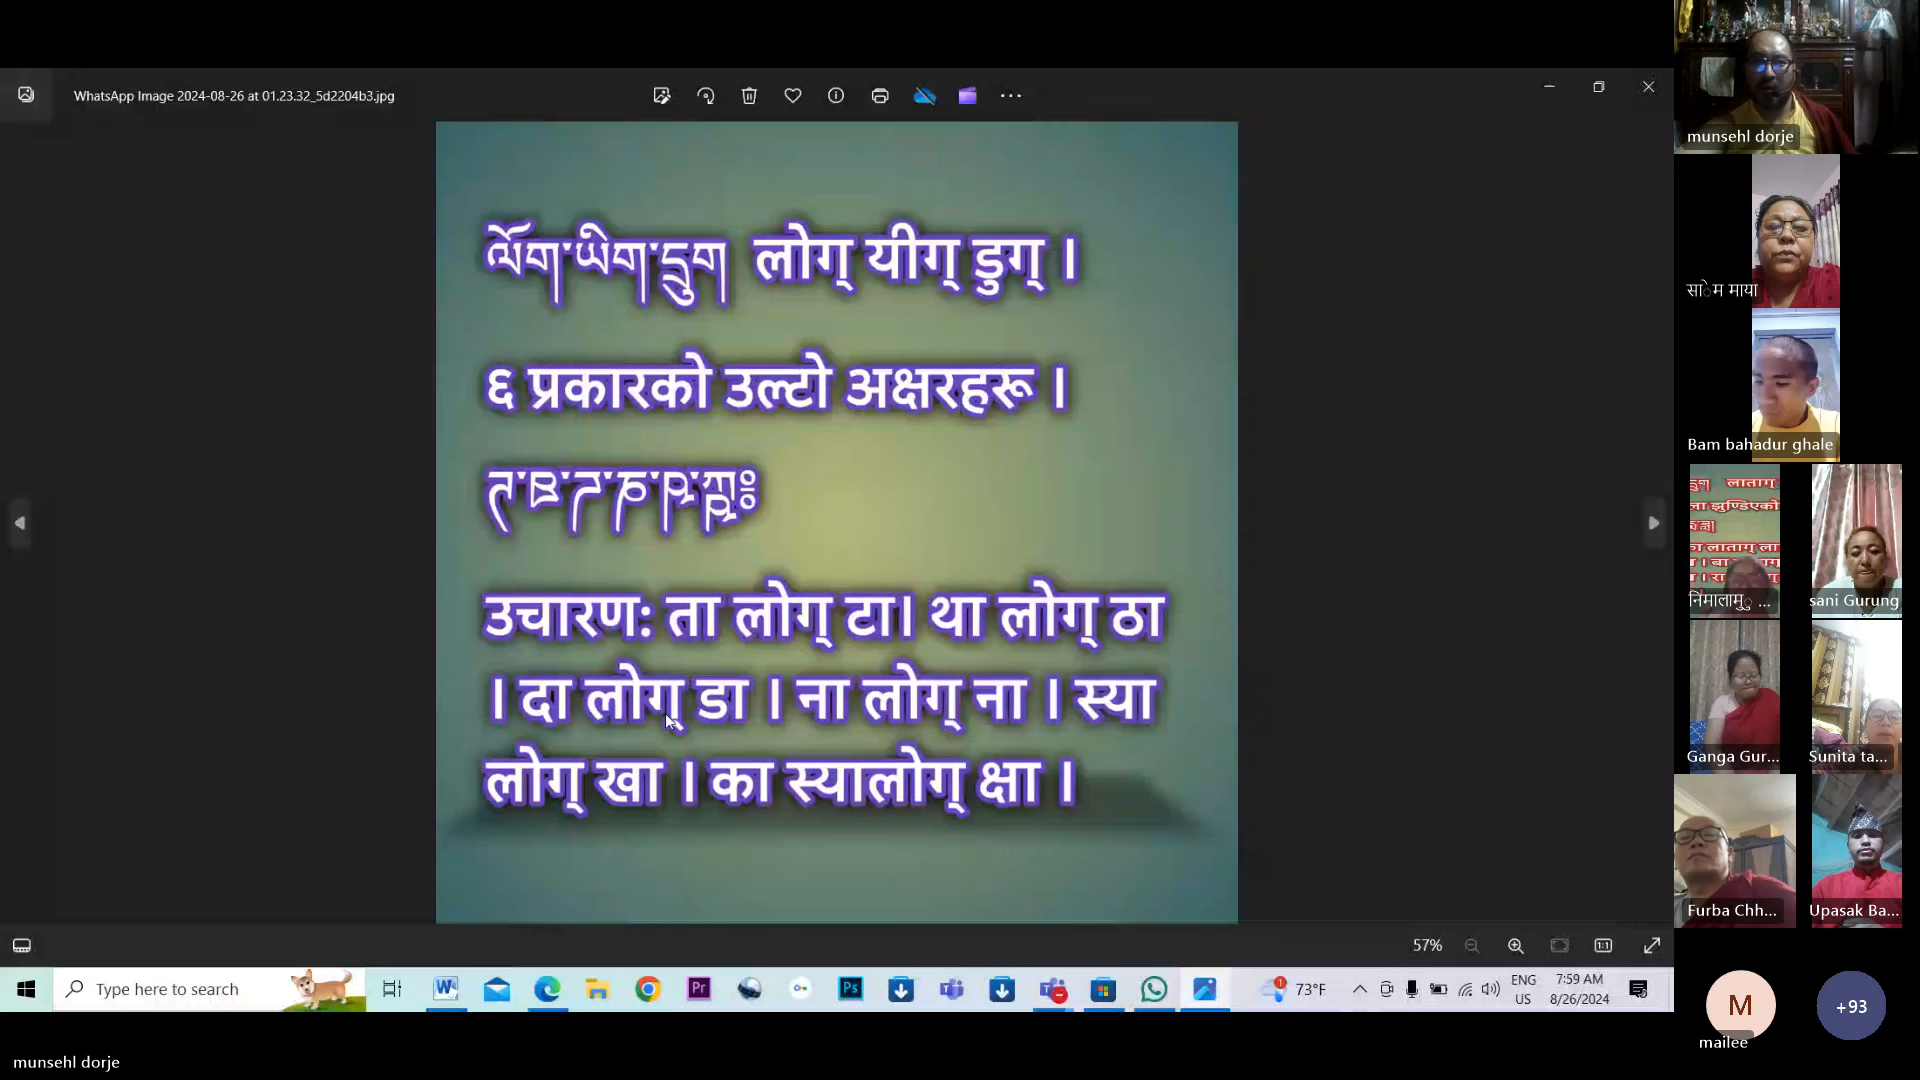 WhatsApp Image 2024-08-26 at 01.23.32_5d2204b3.jpg
ལོག་ཡིག་དྲུག लोग् यीग् डुग् ।
६ प्रकारको उल्टो अक्षरहरू ।
ཊ་ཋ་ཌ་ཎ་ཥ་ཀྵ༔
उचारण: ता लोग् टा। था लोग् ठा
। दा लोग् डा । ना लोग् ना । स्या
लोग् खा । का स्यालोग् क्षा ।
57%
Type here to search
73°F
ENG
US
7:59 AM
8/26/2024
munsehl dorje
munsehl dorje
साेम माया
Bam bahadur ghale
लाताग्
sani Gurung
Ganga Gur...
Sunita ta...
Furba Chh...
Upasak Ba...
M
mailee
+93